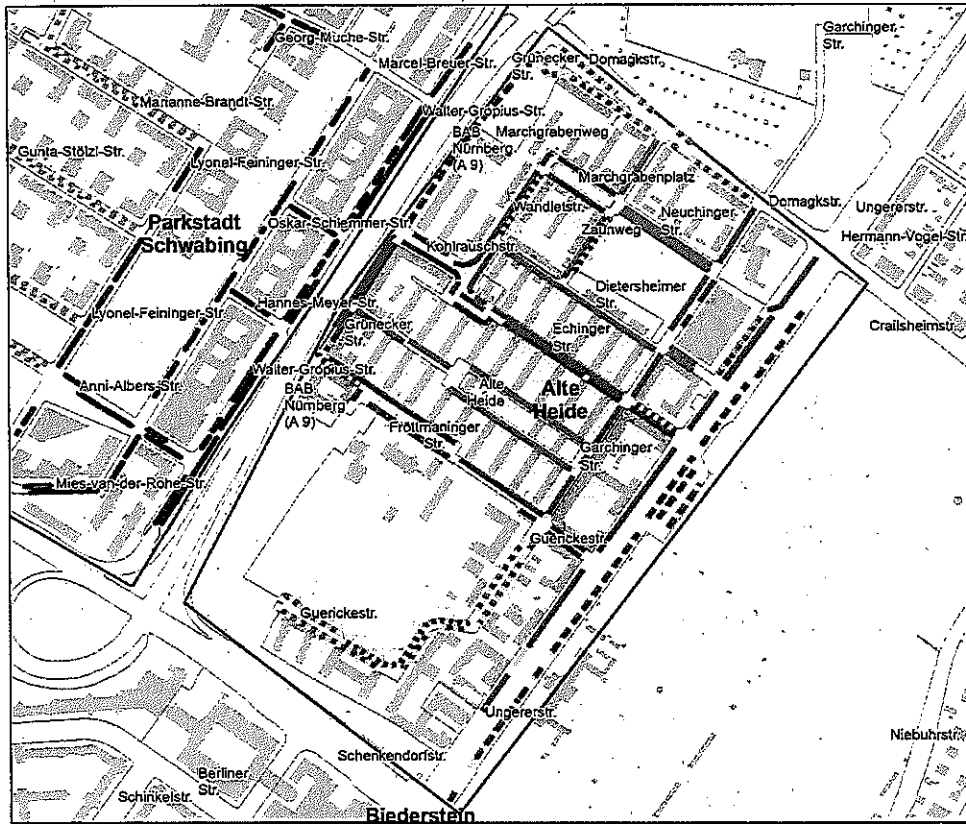 Georg-Muche-Str.
Garchinger
Str.
Marcel-Breuer-Str.
Grünecker
Str.
Domagkstr.
Marianne-Brandt-Str.
Walter-Gropius-Str.
BAB
Nürnberg
(A 9)
Marchgrabenweg
Gunta-Stölzl-Str.
Lyonel-Feininger-Str.
Marchgrabenplatz
Domagkstr.
Ungererstr.
Wandletstr.
Neuchinger
Str.
Parkstadt
Schwabing
Oskar-Schlemmer-Str.
Zaunweg
Hermann-Vogel-Str.
Kohlrauschstr.
Dietersheimer
Str.
Hannes-Meyer-Str.
Lyonel-Feininger-Str.
Grünecker
Str.
Echinger
Str.
Crailsheimstr.
Walter-Gropius-Str.
BAB
Nürnberg
(A 9)
Anni-Albers-Str.
Alte
Heide
Alte
Heide
Fröttmaninger
Str.
Garchinger
Str.
Mies-van-der-Rohe-Str.
Guerickestr.
Guerickestr.
Ungererstr.
Niebuhrstr.
Schenkendorfstr.
Berliner
Str.
Schinkelstr.
Biederstein